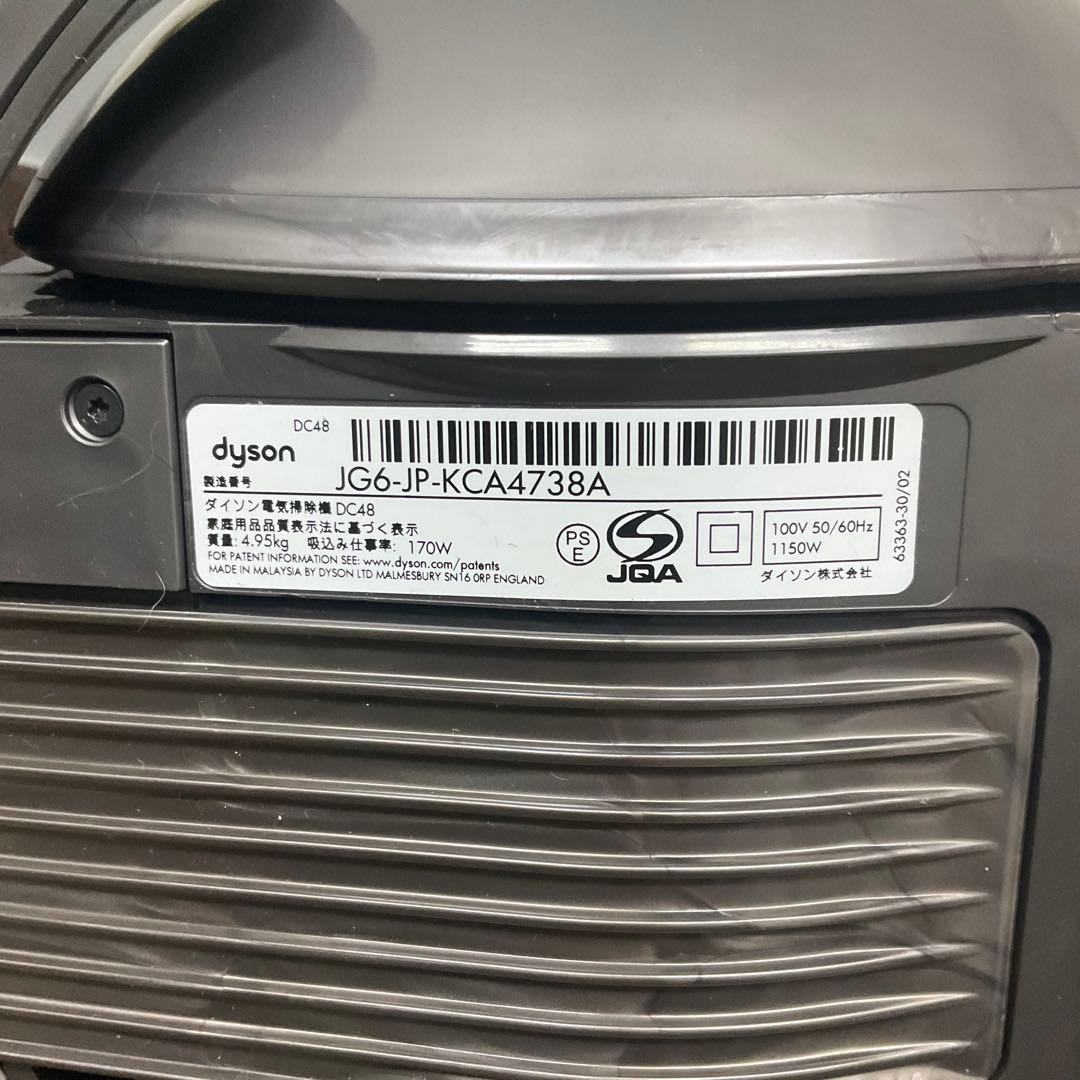 DC48
dyson
製造番号 JG6-JP-KCA4738A
ダイソン電気掃除機 DC48
家庭用品品質表示法に基づく表示
質量: 4.95kg 吸込み仕事率: 170W
FOR PATENT INFORMATION SEE: www.dyson.com/patents
MADE IN MALAYSIA BY DYSON LTD MALMESBURY SN16 0RP ENGLAND
PS
E
JQA
100V 50/60Hz
1150W
ダイソン株式会社
63363-30/02